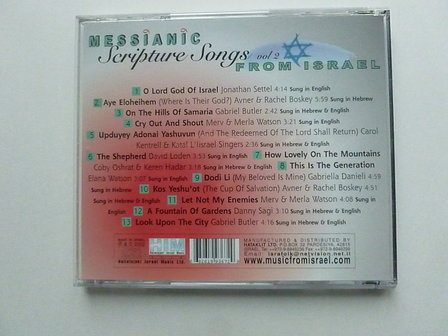 MESSIANIC
Scripture Songs vol 2
FROM ISRAEL
1 O Lord God Of Israel Jonathan Settel 4:14 Sung in English
2 Aye Eloheihem (Where Is Their God?) Avner & Rachel Boskey 5:59 Sung in Hebrew
3 On The Hills Of Samaria Gabriel Butler 2:42 Sung in Hebrew & English
4 Cry Out And Shout Merv & Merla Watson 3:21 Sung in English
5 Upduyey Adonai Yashuvun (And The Redeemed Of The Lord Shall Return) Carol
Kentrell & Katal L'Israel Singers 2:36 Sung in Hebrew & English
6 The Shepherd David Loden 7 How Lovely On The Mountains
Coby Oshrat & Keren Hadar 3:18 Sung in Hebrew & English 8 This Is The Generation
Elana Watson Sung in English 9 Dodi Li (My Beloved is Mine) Gabriella Danieli 4:59
Sung in Hebrew 10 Kos Yeshu'ot (The Cup Of Salvation) Avner & Rachel Boskey 4:51
Sung in Hebrew & English 11 Let Not My Enemies Merv & Merla Watson 4:08 Sung in English
12 A Fountain Of Gardens Danny Sagi 3:10 Sung in Hebrew & English
13 Look Upon The City Gabriel Butler 4:16 Sung in Hebrew & English
HIM
Hataklit Israel Music Ltd.
MANUFACTURED & DISTRIBUTED BY
HATAKLIT LTD.
www.musicfromisrael.com